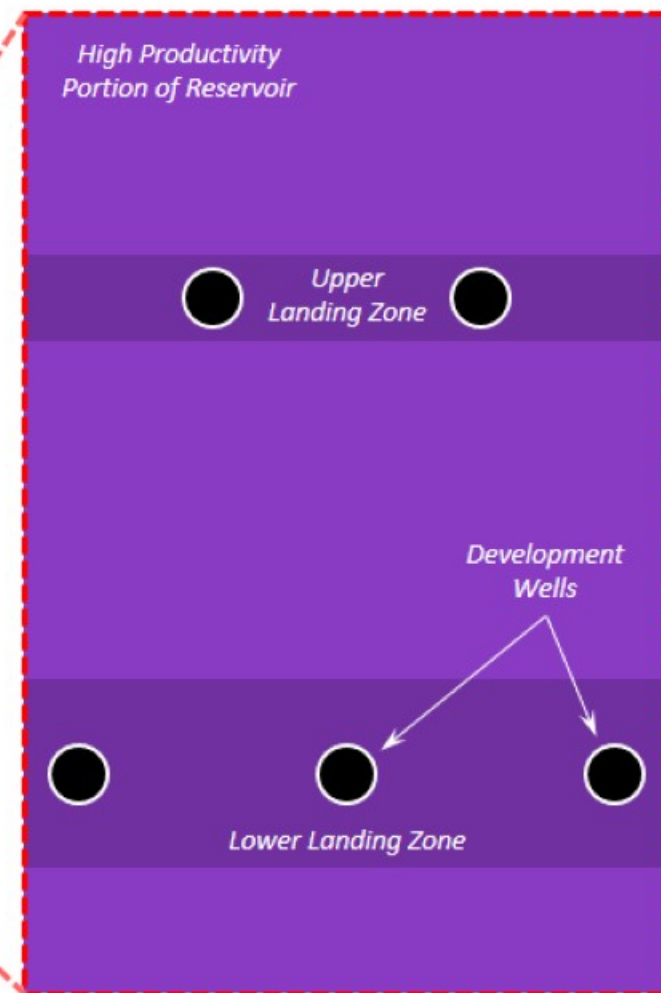 High Productivity
Portion of Reservoir
Upper
Landing Zone
Development
Wells
Lower Landing Zone